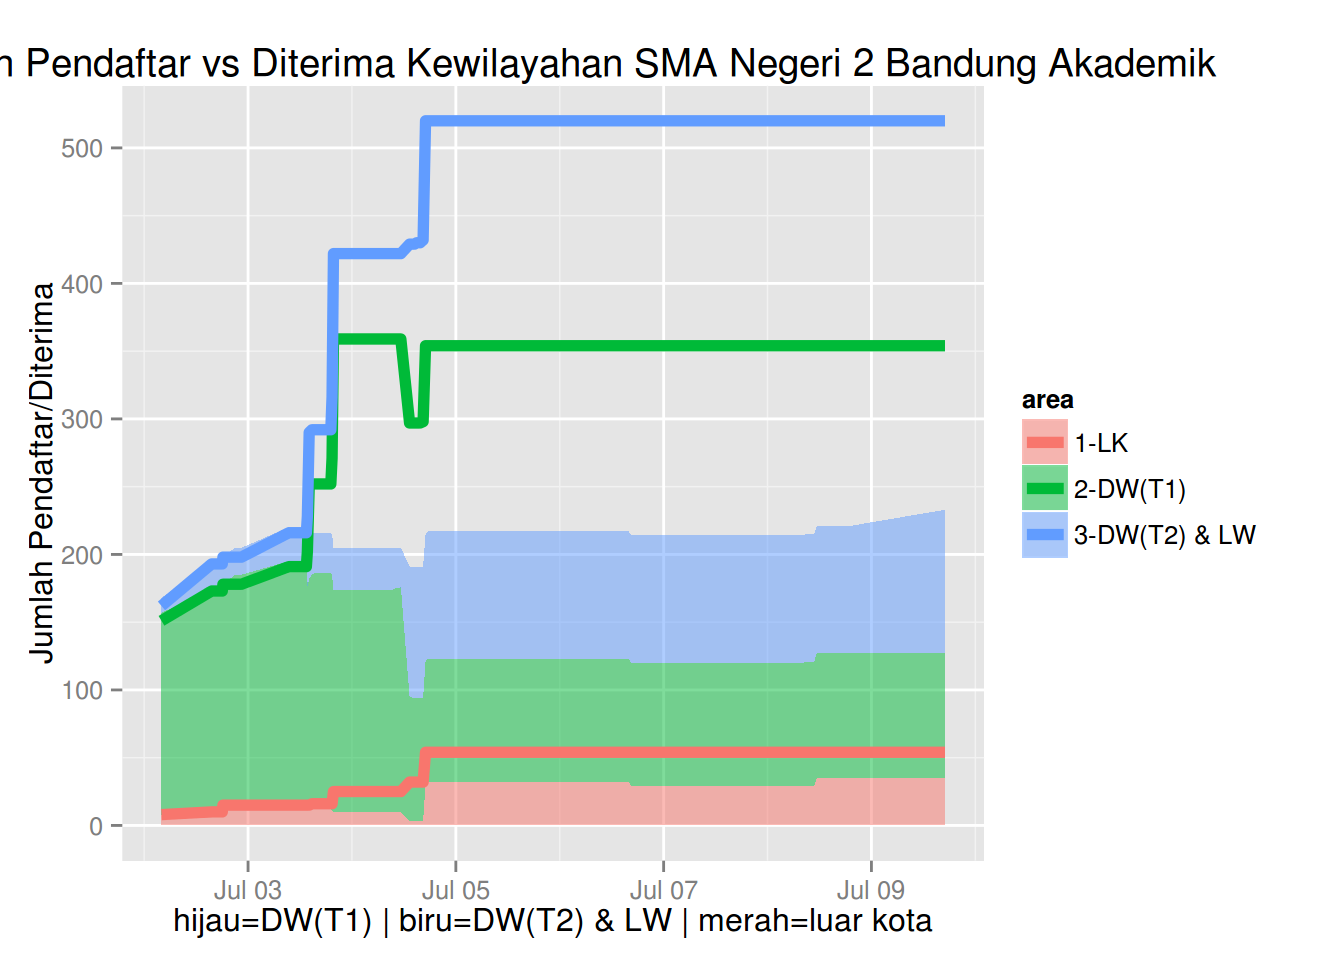 Pendaftar vs Diterima Kewilayahan SMA Negeri 2 Bandung Akademik
Jumlah Pendaftar/Diterima
500
400
300
200
100
0
Jul 03
Jul 05
Jul 07
Jul 09
hijau=DW(T1) | biru=DW(T2) & LW | merah=luar kota
area
1-LK
2-DW(T1)
3-DW(T2) & LW